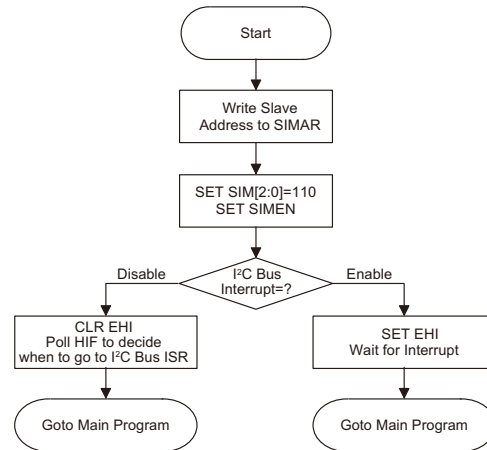 Start
Write Slave
Address to SIMAR
SET SIM[2:0]=110
SET SIMEN
I²C Bus
Interrupt=?
Disable
Enable
CLR EHI
Poll HIF to decide
when to go to I²C Bus ISR
SET EHI
Wait for Interrupt
Goto Main Program
Goto Main Program